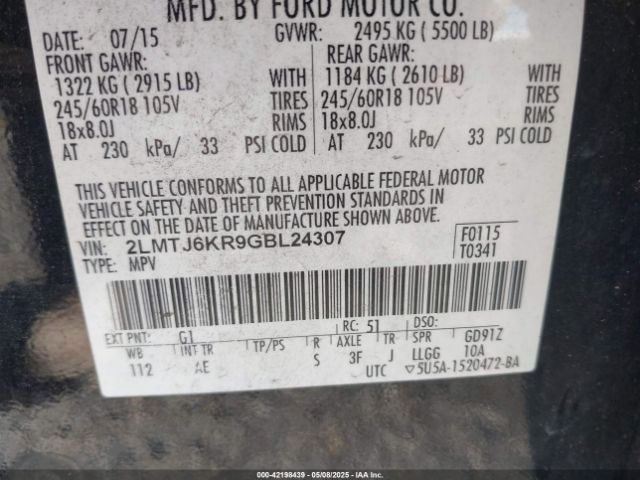 MFD. BY FORD MOTOR CO.
DATE: 07/15 GVWR: 2495 KG ( 5500 LB)
FRONT GAWR: REAR GAWR:
1322 KG ( 2915 LB) WITH 1184 KG ( 2610 LB) WITH
245/60R18 105V TIRES 245/60R18 105V TIRES
18x8.0J RIMS 18x8.0J RIMS
AT 230 kPa/ 33 PSI COLD AT 230 kPa/ 33 PSI COLD
THIS VEHICLE CONFORMS TO ALL APPLICABLE FEDERAL MOTOR
VEHICLE SAFETY AND THEFT PREVENTION STANDARDS IN
EFFECT ON THE DATE OF MANUFACTURE SHOWN ABOVE.
VIN: 2LMTJ6KR9GBL24307 F0115
TYPE: MPV T0341
EXT PNT: G1 RC: 51 DSO:
WB INT TR TP/PS R AXLE TR SPR GD91Z
112 AE S 3F J LLGG 10A
UTC ▽5U5A-1520472-BA
000-42198439 - 05/08/2025 - IAA Inc.